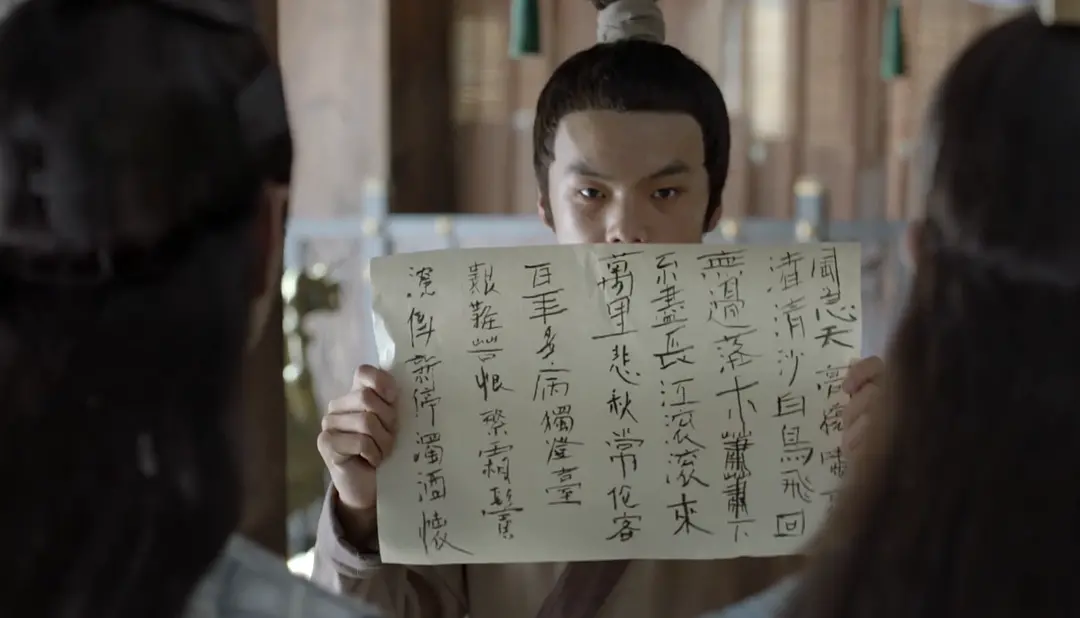 風急天高猿嘯
渚清沙白鳥飛回
無邊落木蕭蕭下
不盡長江滾滾來
萬里悲秋常作客
百年多病獨澄臺
艱難苦恨繁霜鬢
潦倒新停濁酒懷